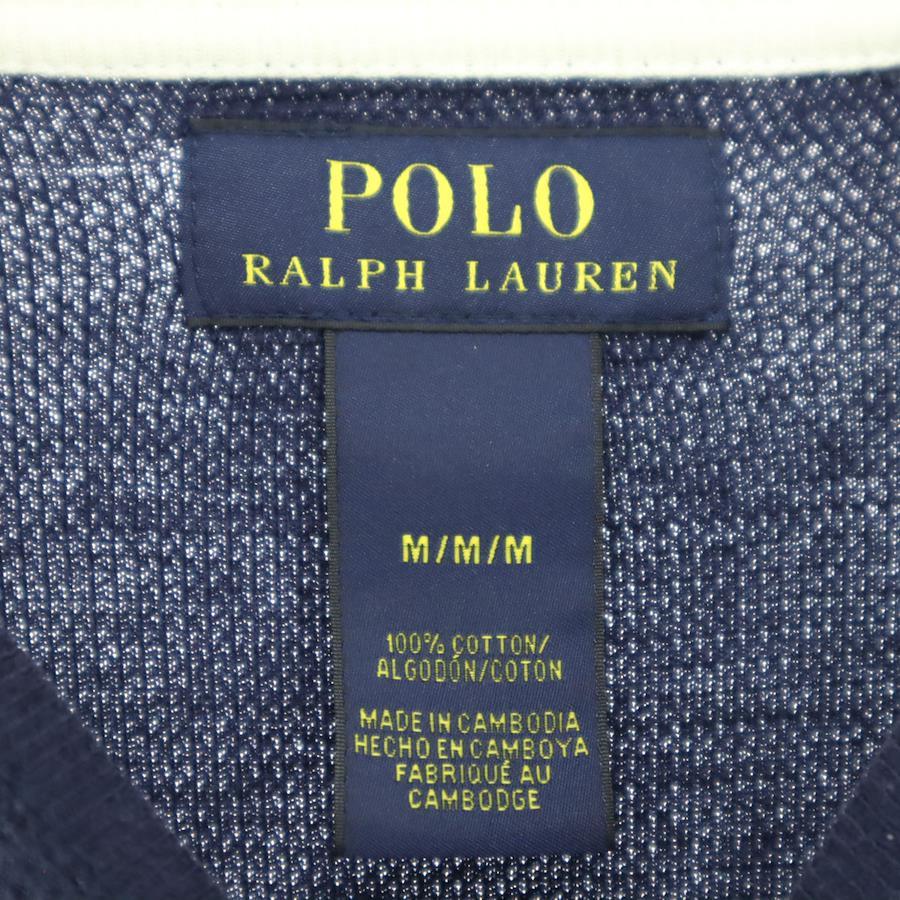 POLO
RALPH LAUREN
M/M/M
100% COTTON/
ALGODÓN/COTON
MADE IN CAMBODIA
HECHO EN CAMBOYA
FABRIQUÉ AU
CAMBODGE